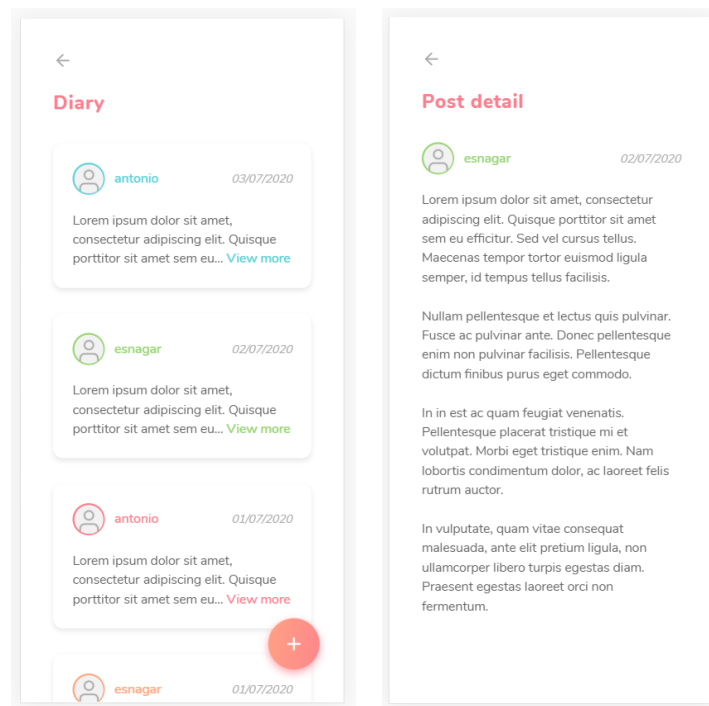 Diary
antonio 03/07/2020
Lorem ipsum dolor sit amet,
consectetur adipiscing elit. Quisque
porttitor sit amet sem eu... View more
esnagar 02/07/2020
Lorem ipsum dolor sit amet,
consectetur adipiscing elit. Quisque
porttitor sit amet sem eu... View more
antonio 01/07/2020
Lorem ipsum dolor sit amet,
consectetur adipiscing elit. Quisque
porttitor sit amet sem eu... View more
esnagar 01/07/2020
Post detail
esnagar 02/07/2020
Lorem ipsum dolor sit amet, consectetur
adipiscing elit. Quisque porttitor sit amet
sem eu efficitur. Sed vel cursus tellus.
Maecenas tempor tortor euismod ligula
semper, id tempus tellus facilisis.
Nullam pellentesque et lectus quis pulvinar.
Fusce ac pulvinar ante. Donec pellentesque
enim non pulvinar facilisis. Pellentesque
dictum finibus purus eget commodo.
In in est ac quam feugiat venenatis.
Pellentesque placerat tristique mi et
volutpat. Morbi eget tristique enim. Nam
lobortis condimentum dolor, ac laoreet felis
rutrum auctor.
In vulputate, quam vitae consequat
malesuada, ante elit pretium ligula, non
ullamcorper libero turpis egestas diam.
Praesent egestas laoreet orci non
fermentum.